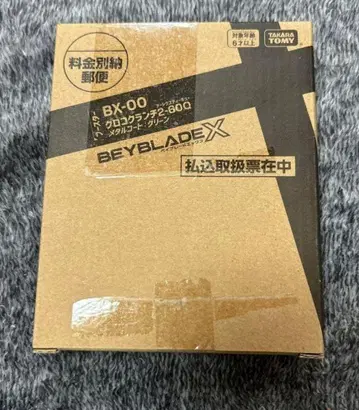 料金別納
郵便
対象年齢
6才以上
TAKARA
TOMY
BX-00
クロコクランチ2-60Q
メタルコート:グリーン
BEYBLADE X
払込取扱票在中